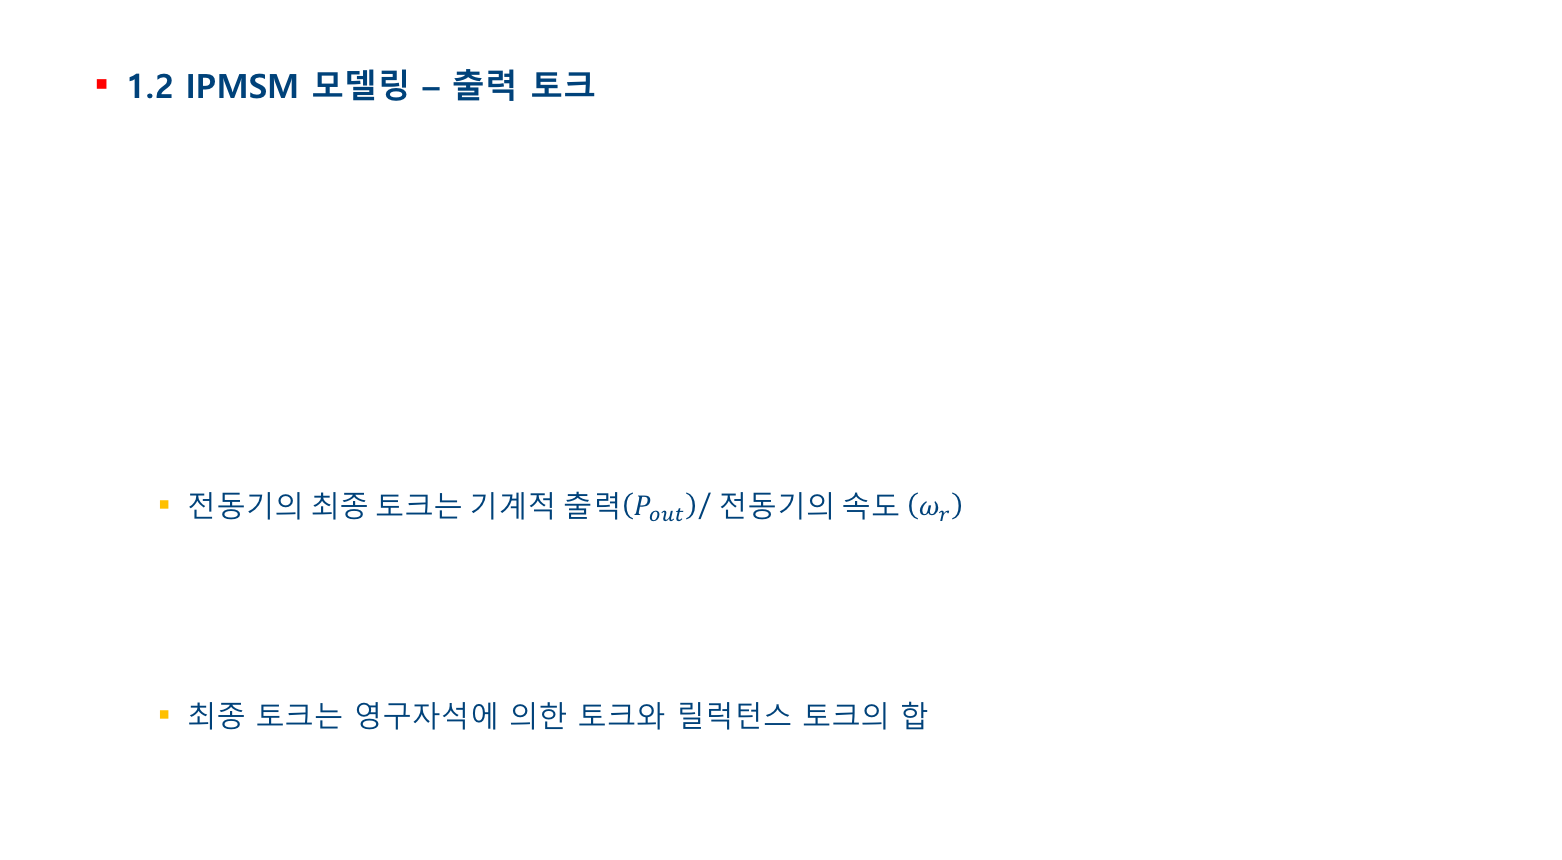 ▪ 1.2 IPMSM 모델링 – 출력 토크
▪ 전동기의 최종 토크는 기계적 출력(P_out)/ 전동기의 속도 (ω_r)
▪ 최종 토크는 영구자석에 의한 토크와 릴럭턴스 토크의 합